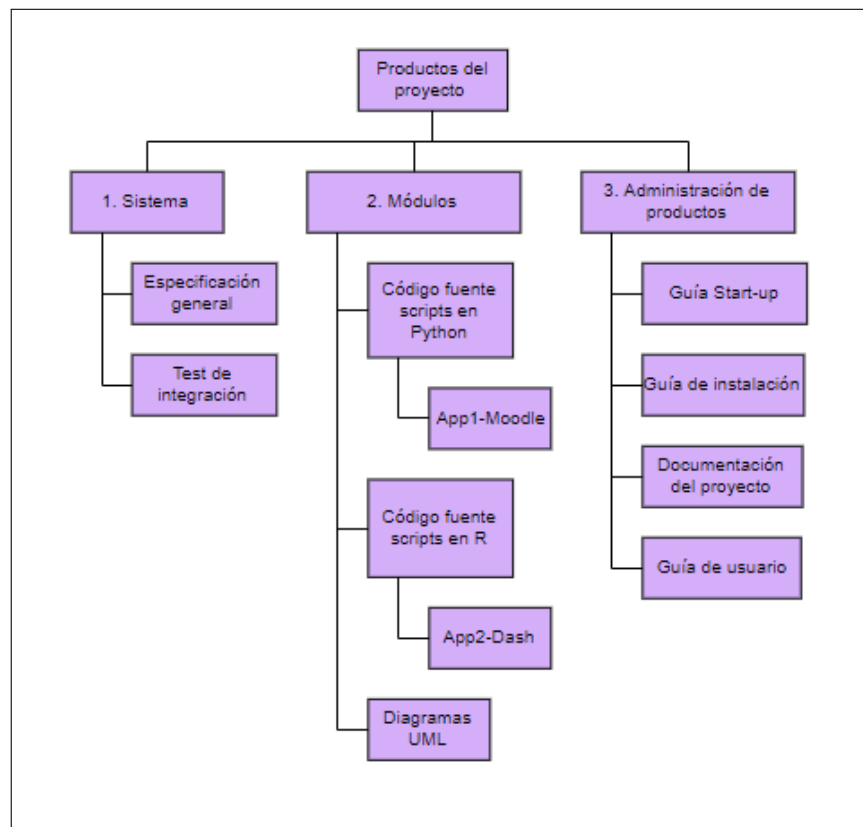 Productos del
proyecto
1. Sistema
2. Módulos
3. Administración de
productos
Especificación
general
Test de
integración
Código fuente
scripts en
Python
App1-Moodle
Código fuente
scripts en R
App2-Dash
Diagramas
UML
Guía Start-up
Guía de instalación
Documentación
del proyecto
Guía de usuario